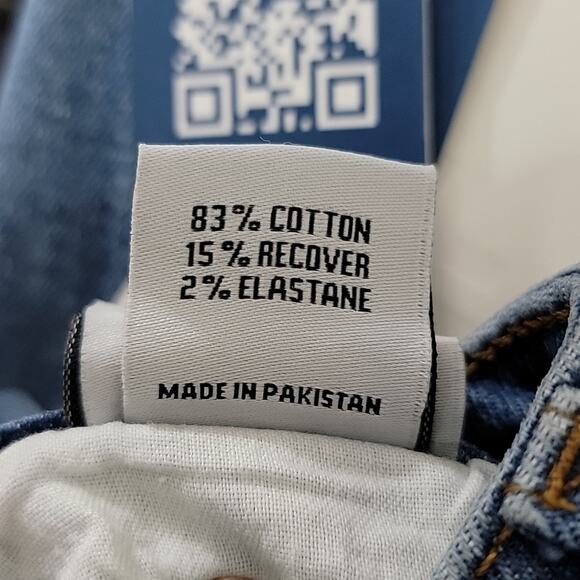 83% COTTON
15% RECOVER
2% ELASTANE
MADE IN PAKISTAN